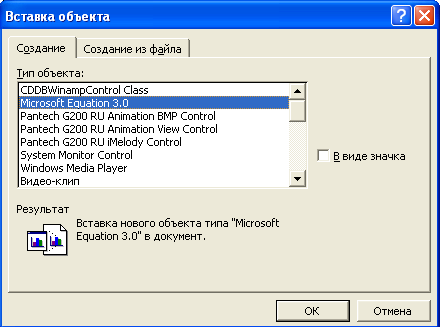 Вставка объекта
Создание
Создание из файла
Тип объекта:
CDDBWinampControl Class
Microsoft Equation 3.0
Pantech G200 RU Animation BMP Control
Pantech G200 RU Animation View Control
Pantech G200 RU iMelody Control
System Monitor Control
Windows Media Player
Видео-клип
В виде значка
Результат
Вставка нового объекта типа "Microsoft
Equation 3.0" в документ.
OK
Отмена